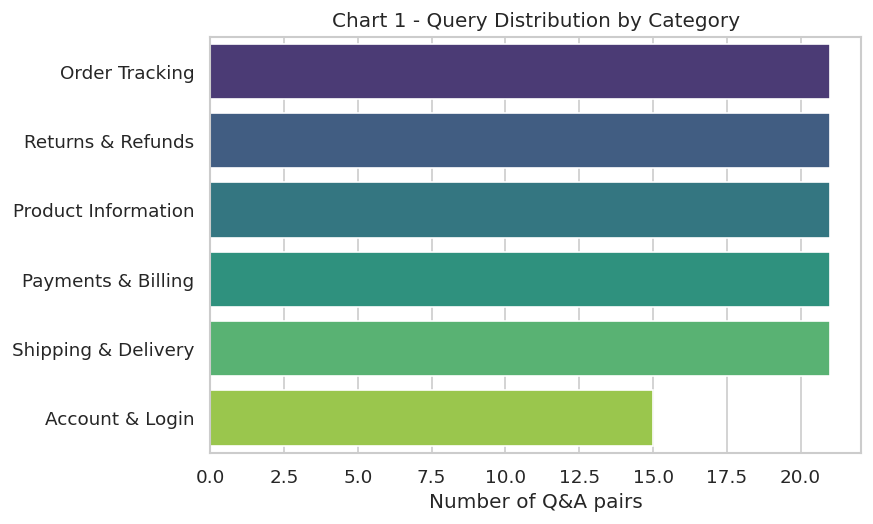 Chart 1 - Query Distribution by Category
Order Tracking
Returns & Refunds
Product Information
Payments & Billing
Shipping & Delivery
Account & Login
0.0 2.5 5.0 7.5 10.0 12.5 15.0 17.5 20.0
Number of Q&A pairs